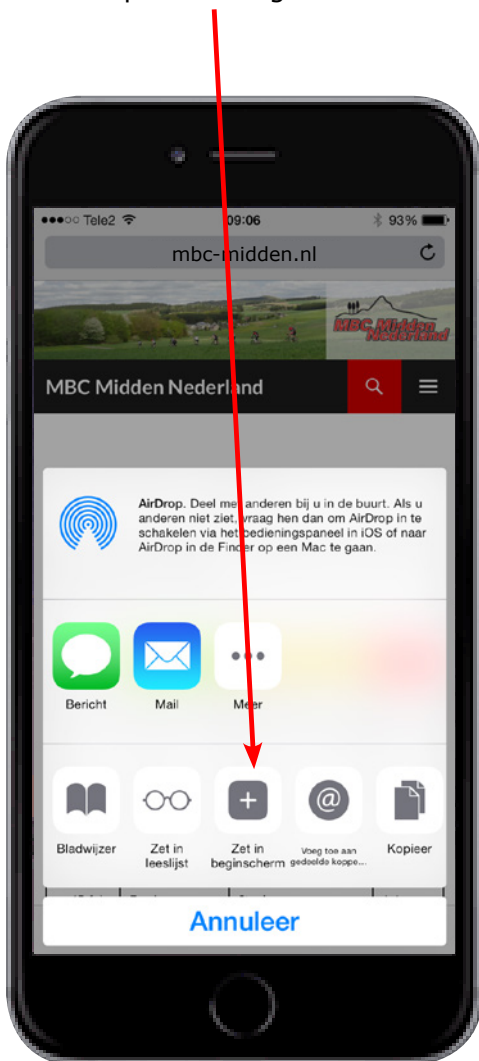 ●●●○○ Tele2 09:06 93%
mbc-midden.nl
MBC Midden
Nederland
MBC Midden Nederland
AirDrop. Deel met anderen bij u in de buurt. Als u
anderen niet ziet, vraag hen dan om AirDrop in te
schakelen via het bedieningspaneel in iOS of naar
AirDrop in de Finder op een Mac te gaan.
Bericht Mail Meer
Bladwijzer Zet in leeslijst Zet in beginscherm Voeg toe aan gedeelde koppe... Kopieer
Annuleer